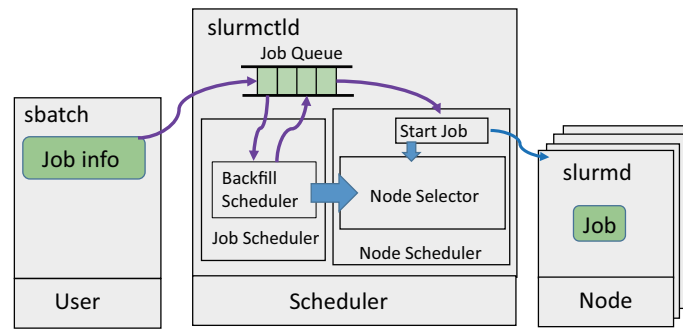 slurmctld
Job Queue
sbatch
Job info
Start Job
slurmd
Backfill
Scheduler
Node Selector
Job
Job Scheduler
Node Scheduler
User
Scheduler
Node